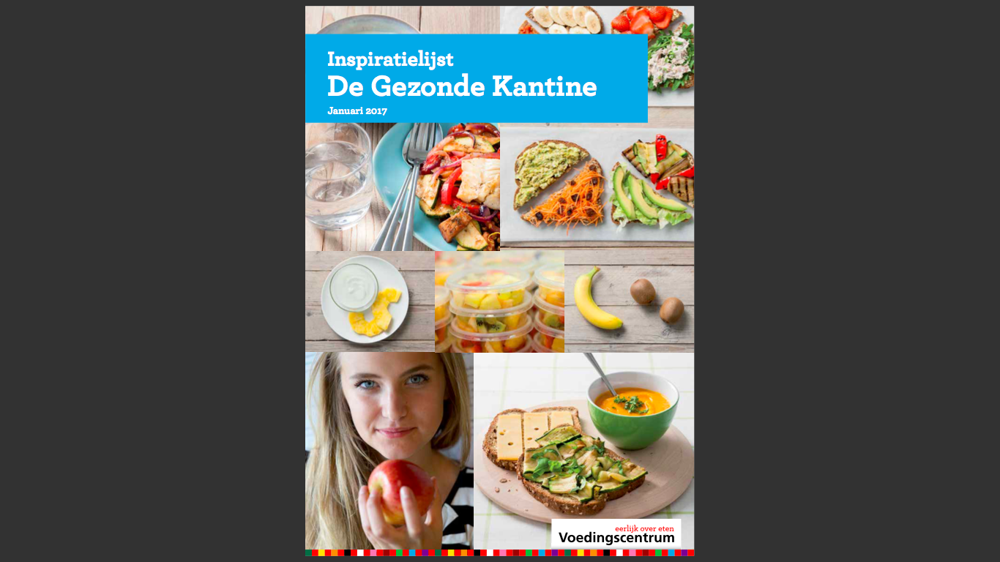 Inspiratielijst
De Gezonde Kantine
Januari 2017
eerlijk over eten
Voedingscentrum